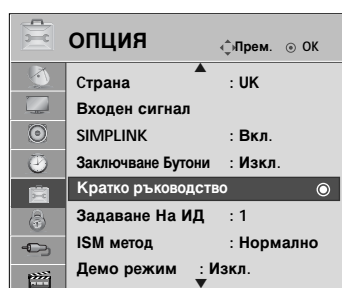 ОПЦИЯ Прем. OK
Страна : UK
Входен сигнал
SIMPLINK : Вкл.
Заключване Бутони : Изкл.
Кратко ръководство
Задаване На ИД : 1
ISM метод : Нормално
Демо режим : Изкл.